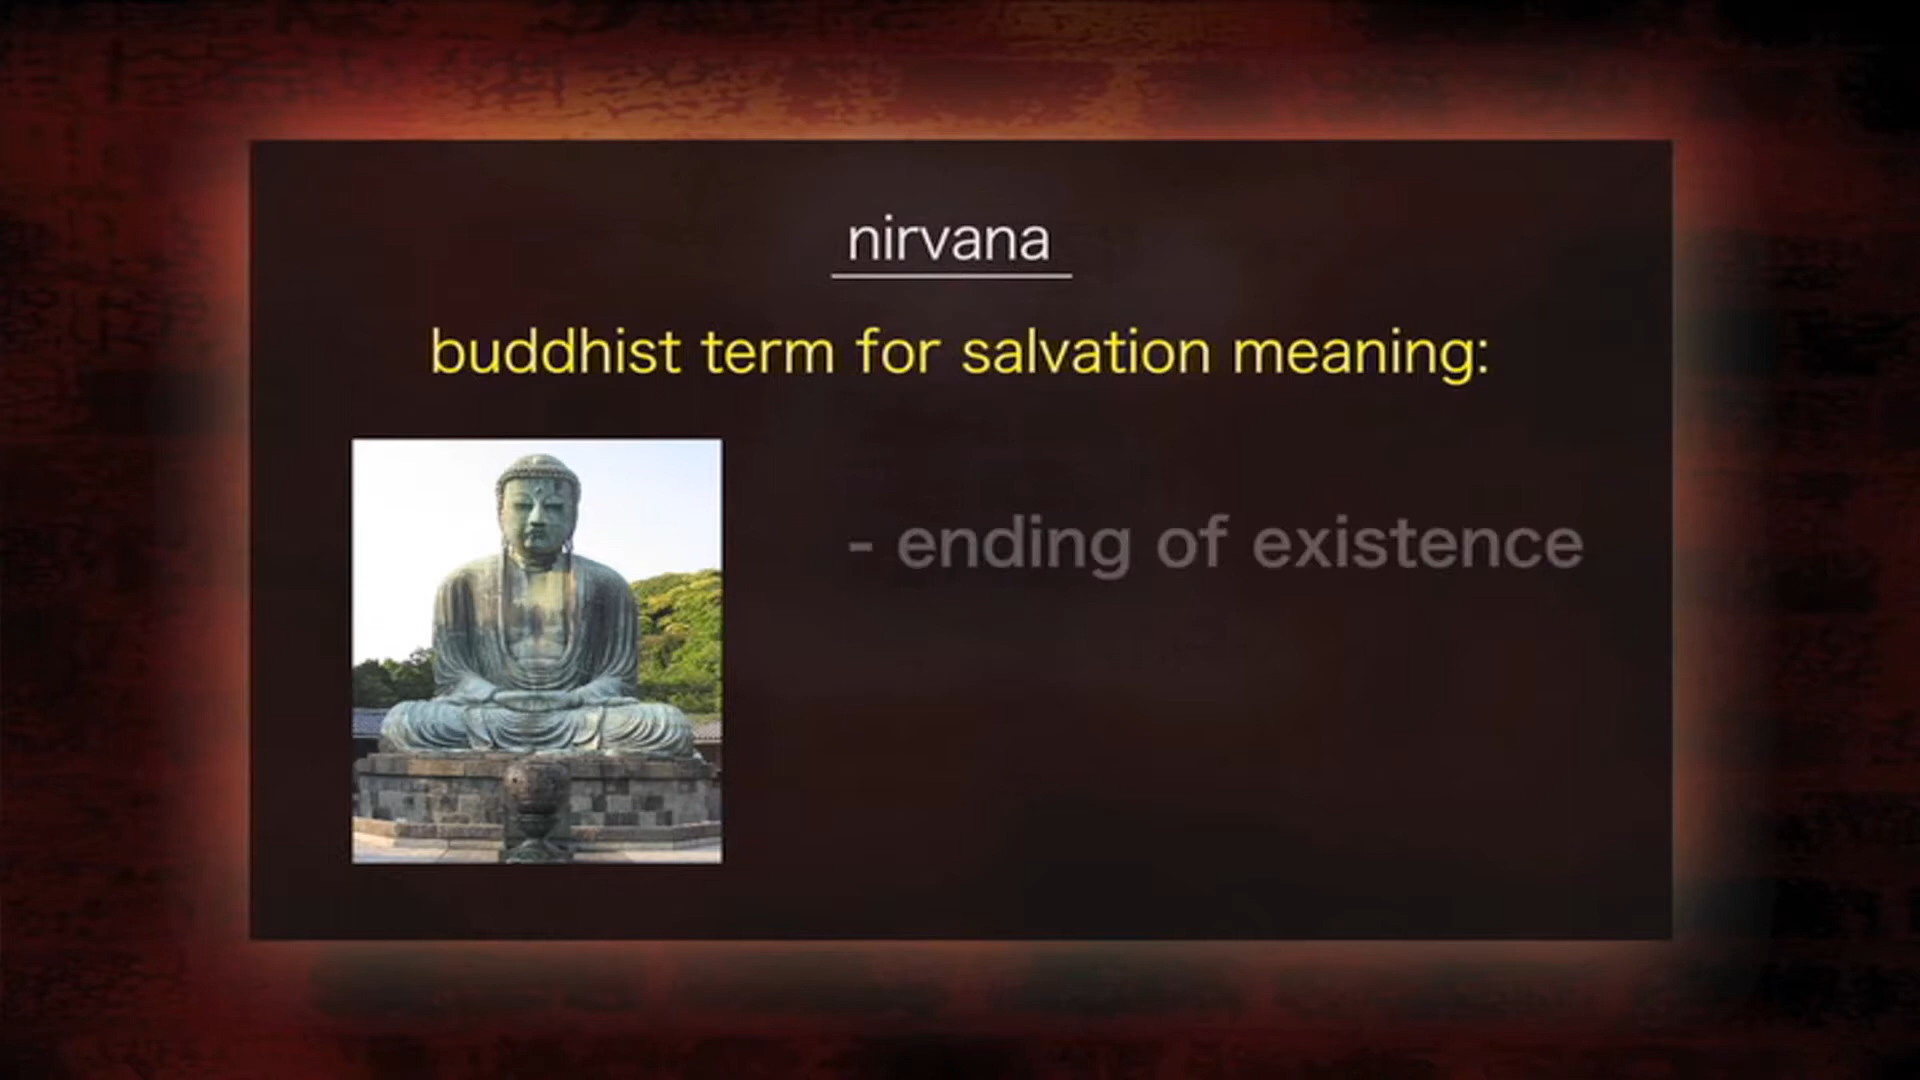 nirvana
buddhist term for salvation meaning:
- ending of existence